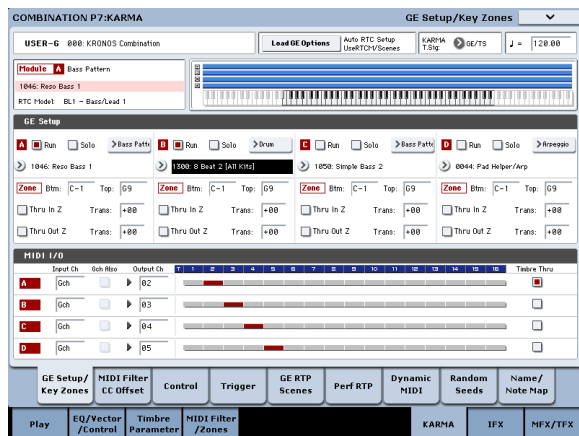 COMBINATION P7:KARMA GE Setup/Key Zones
USER-G 000: KRONOS Combination Load GE Options Auto RTC Setup UseRTCM/Scenes KARMA T.Sig: GE/TS ♩ = 120.00
Module A Bass Pattern
1046: Reso Bass 1
RTC Model: BL1 - Bass/Lead 1
GE Setup
A Run Solo >Bass Patte B Run Solo >Drum C Run Solo >Bass Patte D Run Solo >Arpeggio
1046: Reso Bass 1 1300: 8 Beat 2 [All Kits] 1050: Simple Bass 2 0044: Pad Helper/Arp
Zone Btm: C-1 Top: G9 Zone Btm: C-1 Top: G9 Zone Btm: C-1 Top: G9 Zone Btm: C-1 Top: G9
Thru In Z Trans: +00 Thru In Z Trans: +00 Thru In Z Trans: +00 Thru In Z Trans: +00
Thru Out Z Trans: +00 Thru Out Z Trans: +00 Thru Out Z Trans: +00 Thru Out Z Trans: +00
MIDI I/O
Input Ch Gch Also Output Ch T 1 2 3 4 5 6 7 8 9 10 11 12 13 14 15 16 Timbre Thru
A Gch 02
B Gch 03
C Gch 04
D Gch 05
GE Setup/ Key Zones MIDI Filter CC Offset Control Trigger GE RTP Scenes Perf RTP Dynamic MIDI Random Seeds Name/ Note Map
Play EQ/Vector /Control Timbre Parameter MIDI Filter /Zones KARMA IFX MFX/TFX